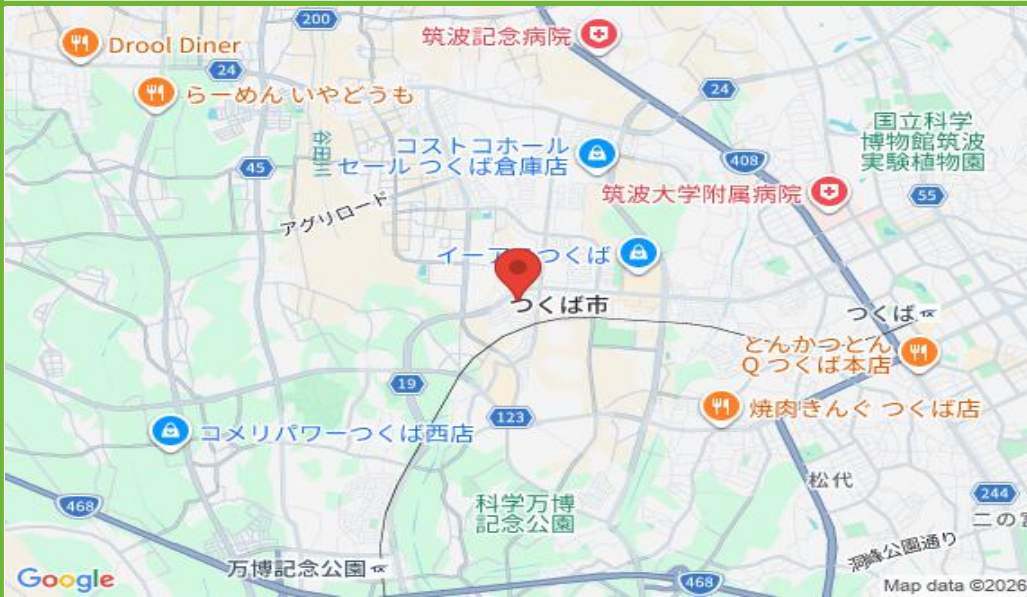 200
筑波記念病院
Drool Diner
24
らーめん いやどうも
24
谷田川
国立科学
博物館筑波
実験植物園
コストコホール
セール つくば倉庫店
45
408
筑波大学附属病院
55
アグリロード
つくば
つくば市
つくば
とんかつとん
Q つくば本店
19
123
焼肉きんぐ つくば店
コメリパワーつくば西店
松代
468
244
科学万博
記念公園
二の宮
洞峰公園通り
万博記念公園
468
Google
Map data ©2026